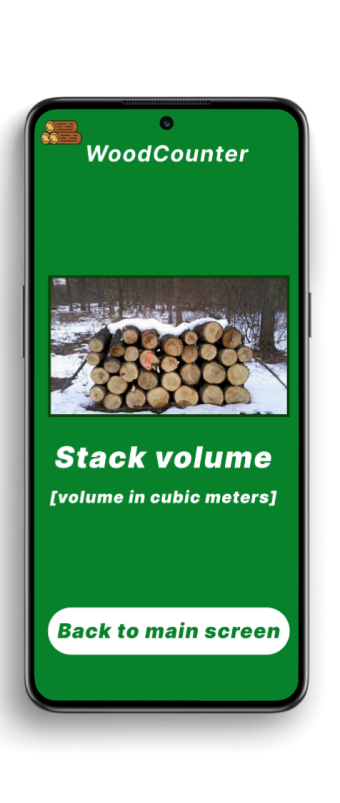 WoodCounter
Stack volume
[volume in cubic meters]
Back to main screen